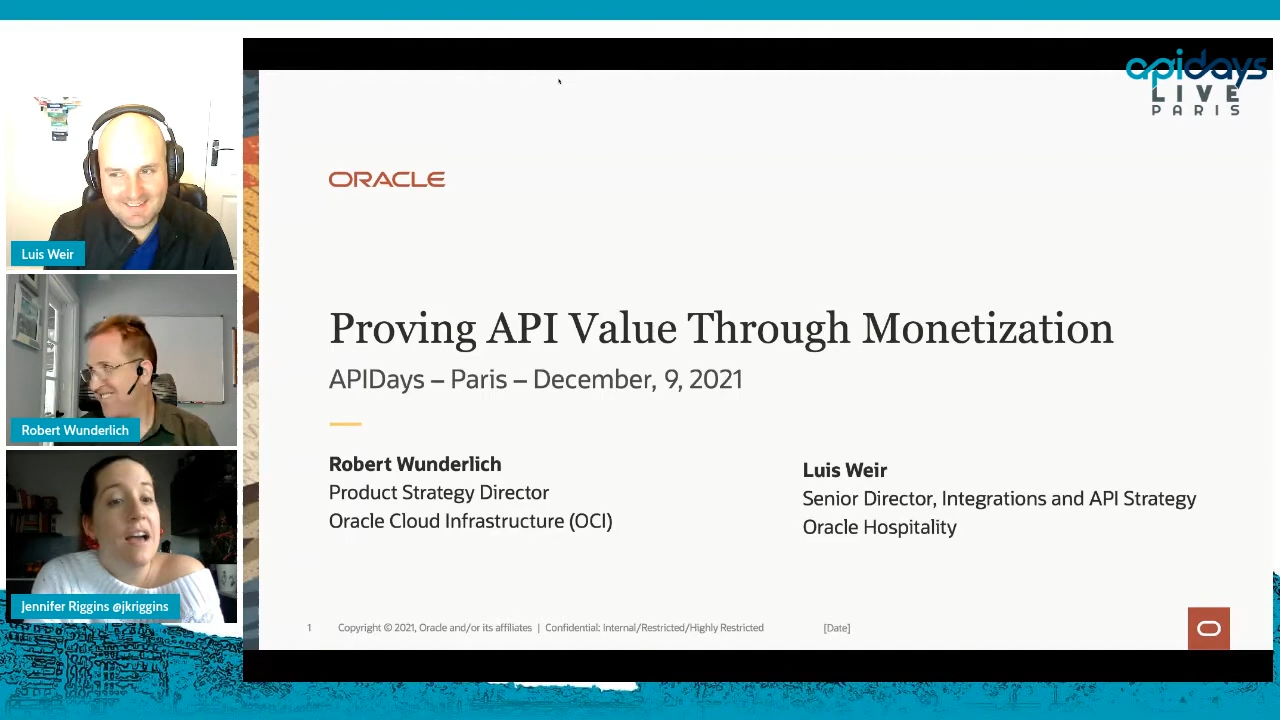 apidays
LIVE
PARIS
Luis Weir
Robert Wunderlich
Jennifer Riggins @jkriggins
ORACLE
Proving API Value Through Monetization
APIDays – Paris – December, 9, 2021
Robert Wunderlich
Product Strategy Director
Oracle Cloud Infrastructure (OCI)
Luis Weir
Senior Director, Integrations and API Strategy
Oracle Hospitality
1 Copyright © 2021, Oracle and/or its affiliates | Confidential: Internal/Restricted/Highly Restricted [Date]